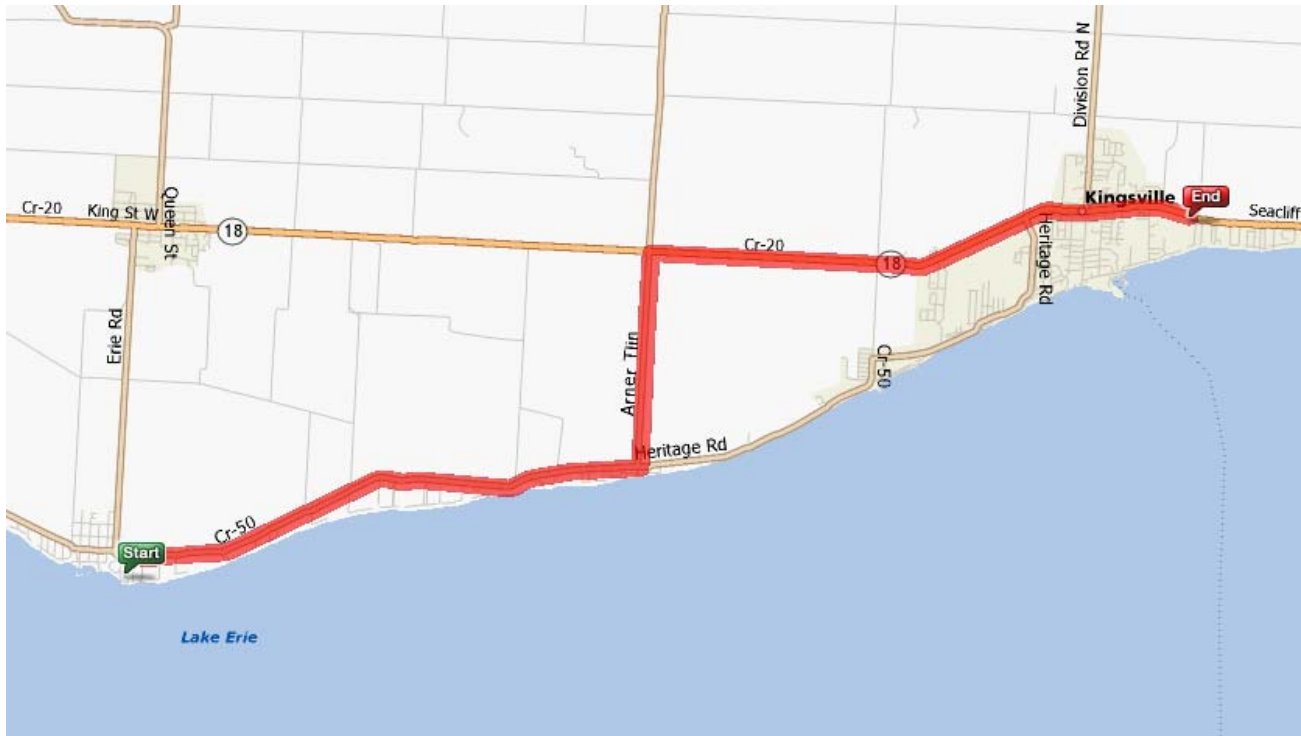 Division Rd N
Queen St
Kingsville
End
Cr-20
King St W
18
Seacliff
Heritage Rd
Cr-20
18
Erie Rd
Arner Tlin
Cr-50
Heritage Rd
Cr-50
Start
Lake Erie